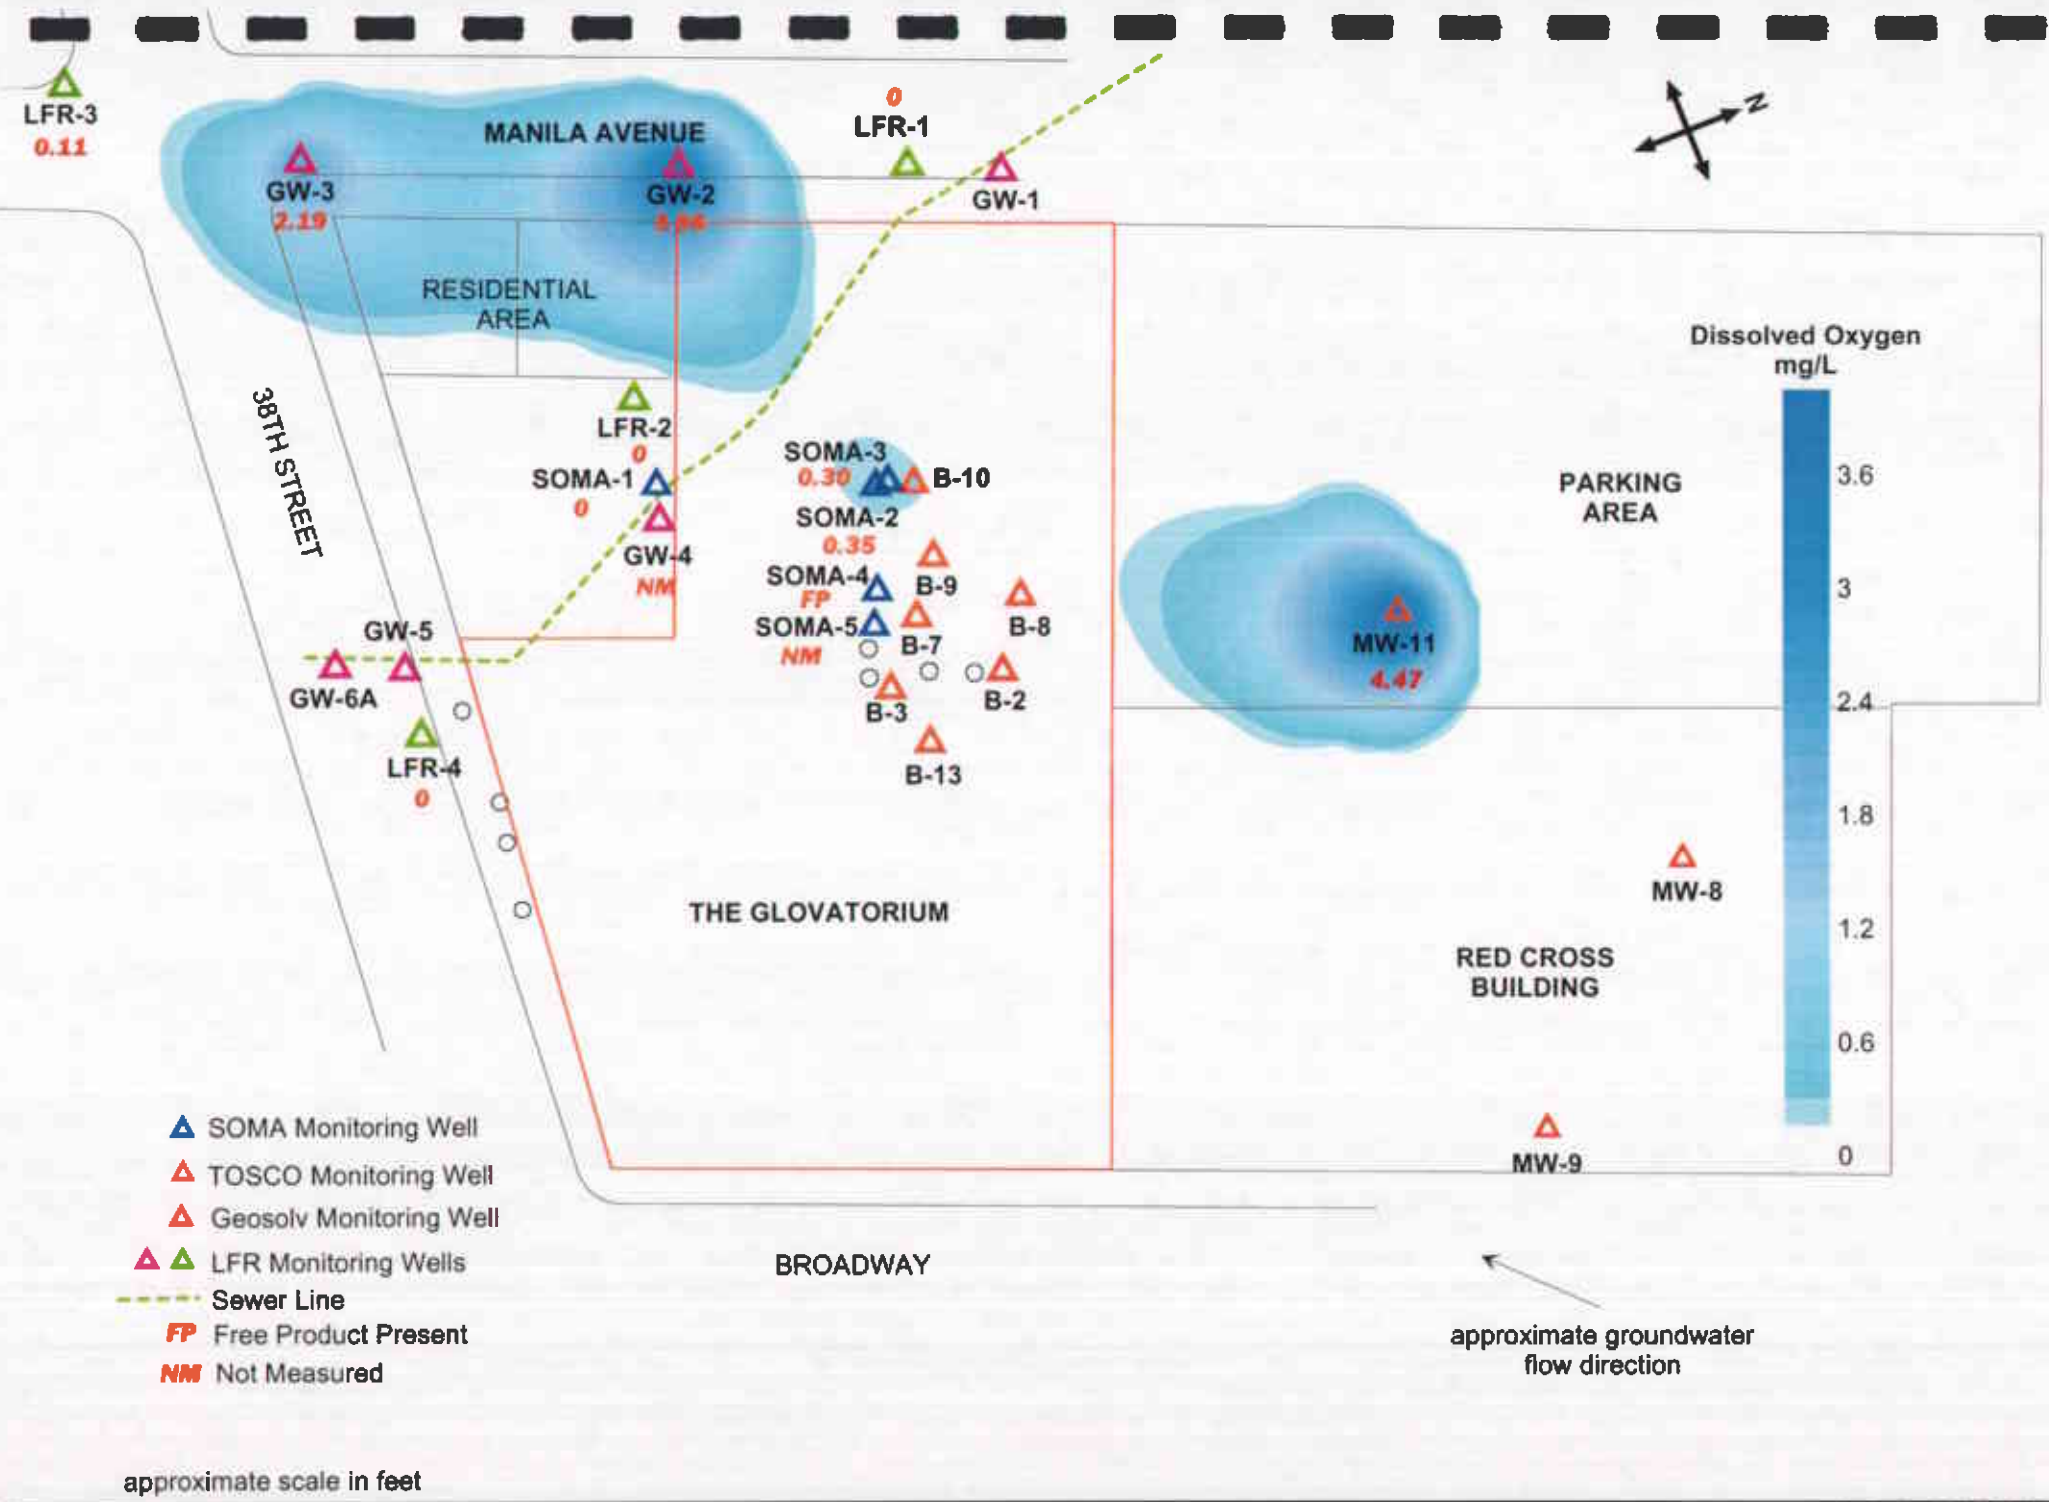 LFR-3
0.11
MANILA AVENUE
0
LFR-1
N
GW-3
2.19
GW-2
GW-1
RESIDENTIAL
AREA
Dissolved Oxygen
mg/L
38TH STREET
LFR-2
0
SOMA-1
0
GW-4
NM
SOMA-3
0.30
B-10
SOMA-2
0.35
B-9
SOMA-4
FP
SOMA-5
NM
B-7
B-8
B-3
B-2
B-13
PARKING
AREA
3.6
3
2.4
1.8
1.2
0.6
0
MW-11
4.47
GW-5
GW-6A
LFR-4
0
MW-8
THE GLOVATORIUM
RED CROSS
BUILDING
MW-9
SOMA Monitoring Well
TOSCO Monitoring Well
Geosolv Monitoring Well
LFR Monitoring Wells
Sewer Line
FP Free Product Present
NM Not Measured
BROADWAY
approximate groundwater
flow direction
approximate scale in feet